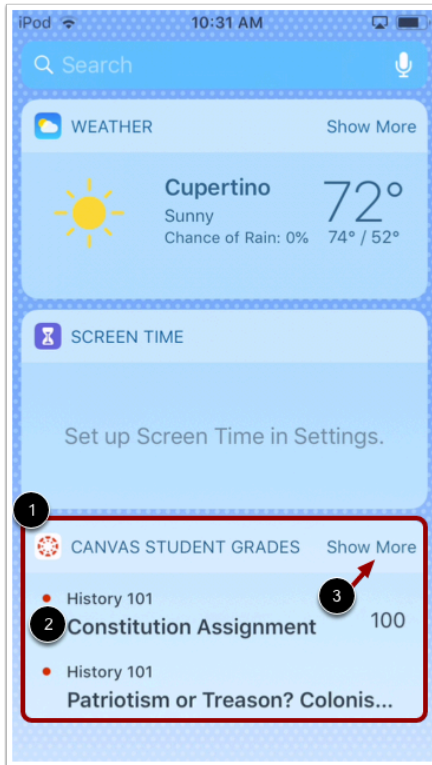 iPod 10:31 AM
Search
WEATHER Show More
Cupertino 72°
Sunny
Chance of Rain: 0% 74° / 52°
SCREEN TIME
Set up Screen Time in Settings.
1
CANVAS STUDENT GRADES Show More
3
History 101
2 Constitution Assignment 100
History 101
Patriotism or Treason? Colonis...